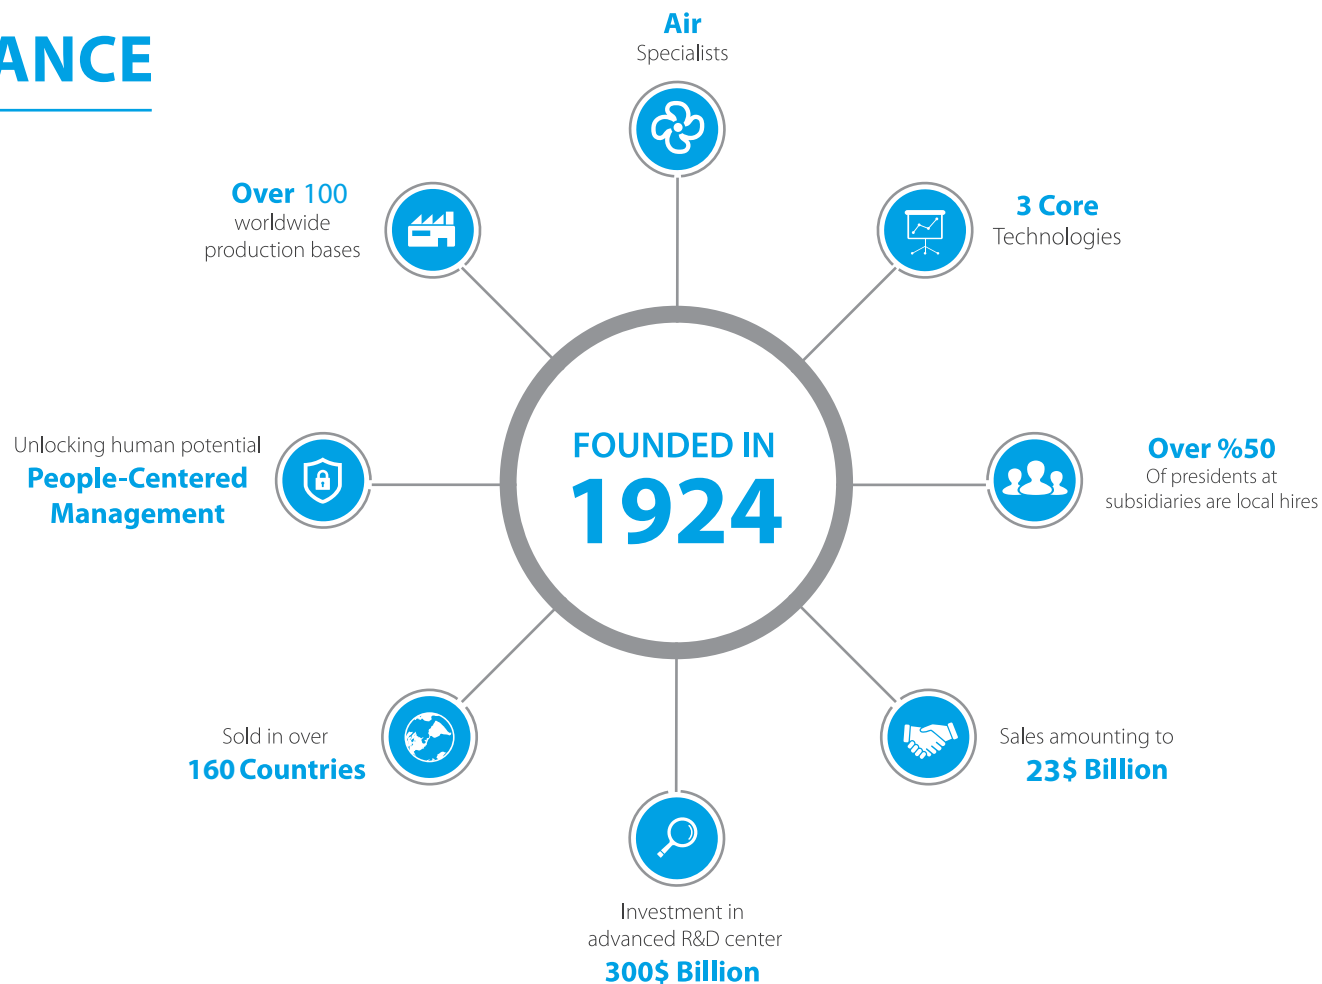 ANCE
Air
Specialists
Over 100
worldwide
production bases
3 Core
Technologies
Unlocking human potential
People-Centered
Management
FOUNDED IN
1924
Over %50
Of presidents at
subsidiaries are local hires
Sold in over
160 Countries
Sales amounting to
23$ Billion
Investment in
advanced R&D center
300$ Billion